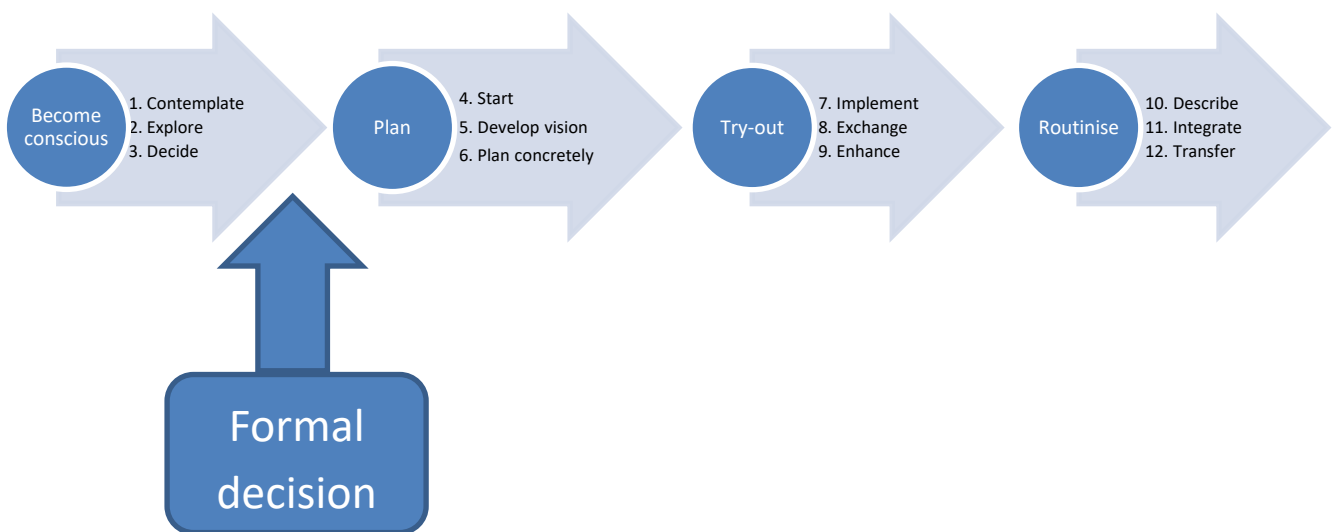 Become
conscious
1. Contemplate
2. Explore
3. Decide
Plan
4. Start
5. Develop vision
6. Plan concretely
Try-out
7. Implement
8. Exchange
9. Enhance
Routinise
10. Describe
11. Integrate
12. Transfer
Formal
decision